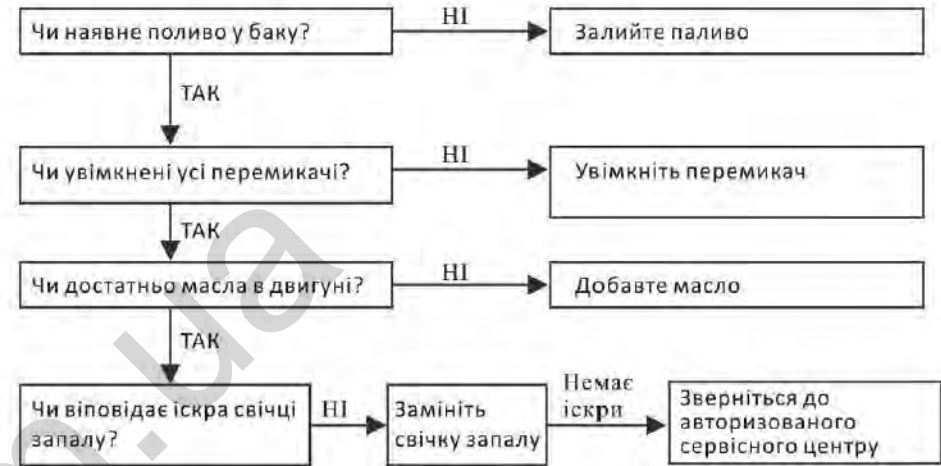 Чи наявне поливо у баку?
НІ
Залийте паливо
ТАК
Чи увімкнені усі перемикачі?
НІ
Увімкніть перемикач
ТАК
Чи достатньо масла в двигуні?
НІ
Добавте масло
ТАК
Чи віповідає іскра свічці
запалу?
НІ
Замініть
свічку запалу
Немає
іскри
Зверніться до
авторизованого
сервісного центру
m.ua